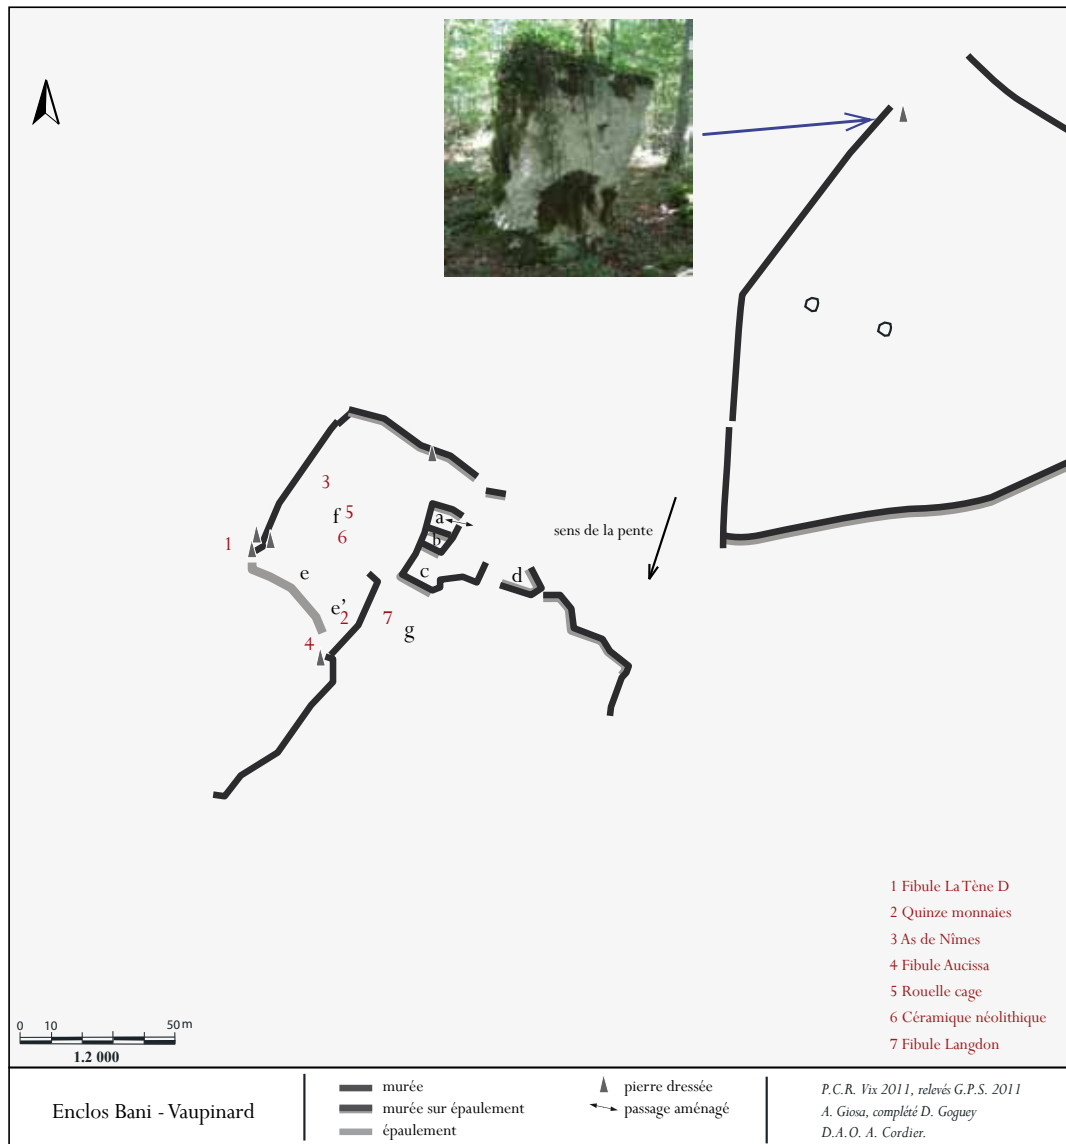 sens de la pente
3
f
5
6
1
e
e’
2
4
7
g
a
b
c
d
1 Fibule La Tène D
2 Quinze monnaies
3 As de Nîmes
4 Fibule Aucissa
5 Rouelle cage
6 Céramique néolithique
7 Fibule Langdon
0 10 50 m
1.2 000
Enclos Bani - Vaupinard
murée
murée sur épaulement
épaulement
pierre dressée
passage aménagé
P.C.R. Vix 2011, relevés G.P.S. 2011
A. Giosa, complété D. Goguey
D.A.O. A. Cordier.